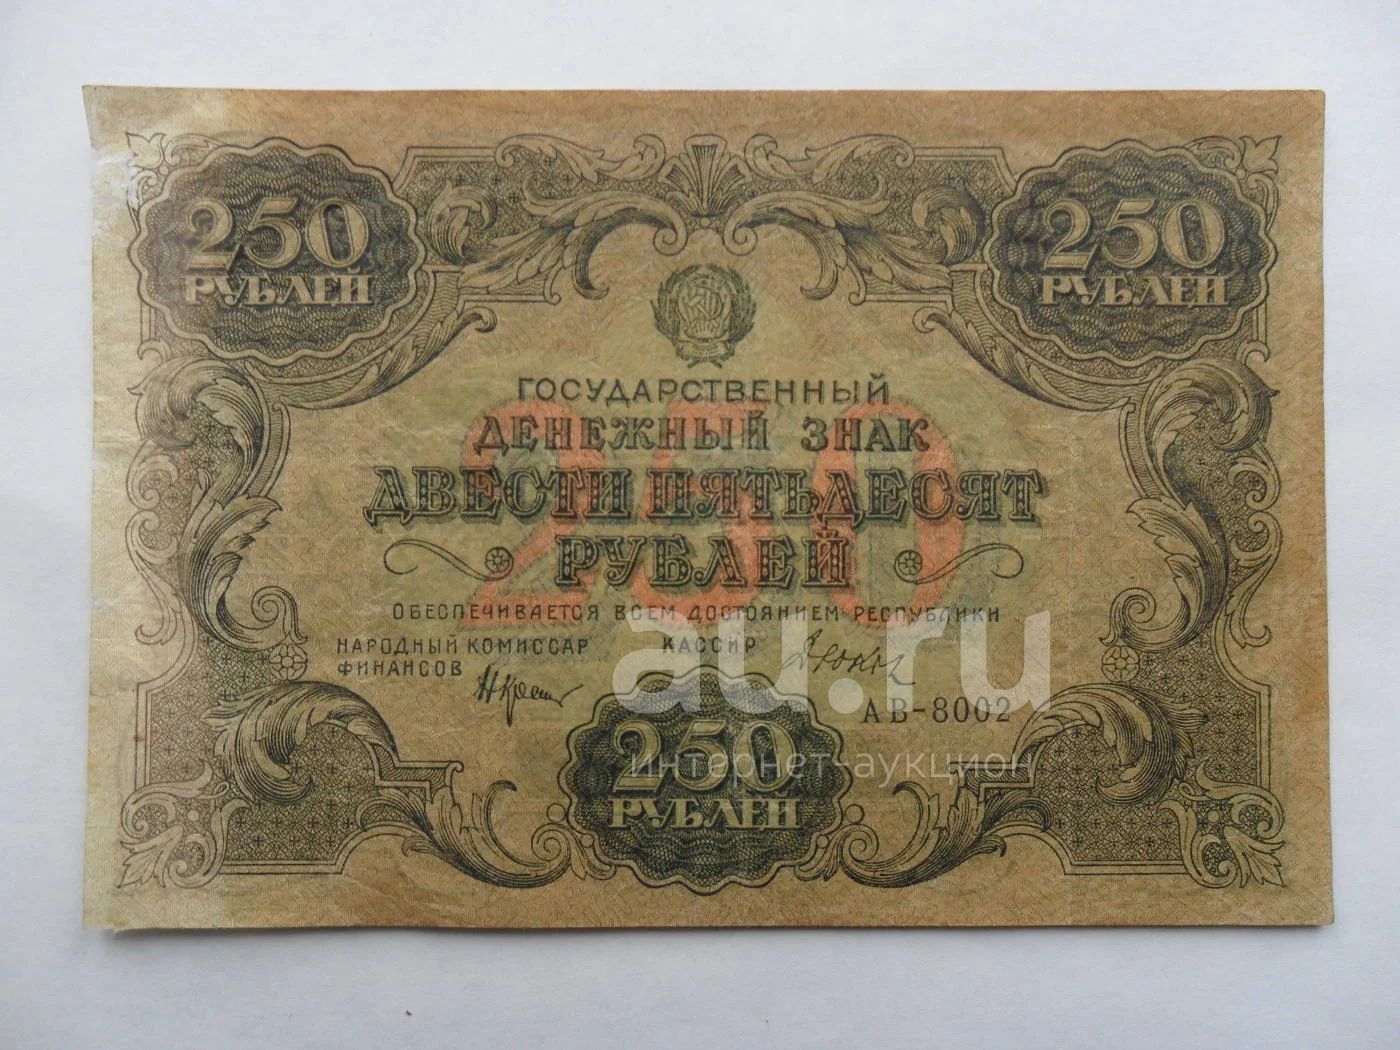 250 250
РУБЛЕЙ РУБЛЕЙ
ГОСУДАРСТВЕННЫЙ
ДЕНЕЖНЫЙ ЗНАК
250
ДВЕСТИ ПЯТЬДЕСЯТ
РУБЛЕЙ
ОБЕСПЕЧИВАЕТСЯ ВСЕМ ДОСТОЯНИЕМ РЕСПУБЛИКИ
НАРОДНЫЙ КОМИССАР КАССИР
ФИНАНСОВ
au.ru
АВ-8002
250
интернет-аукцион
РУБЛЕЙ